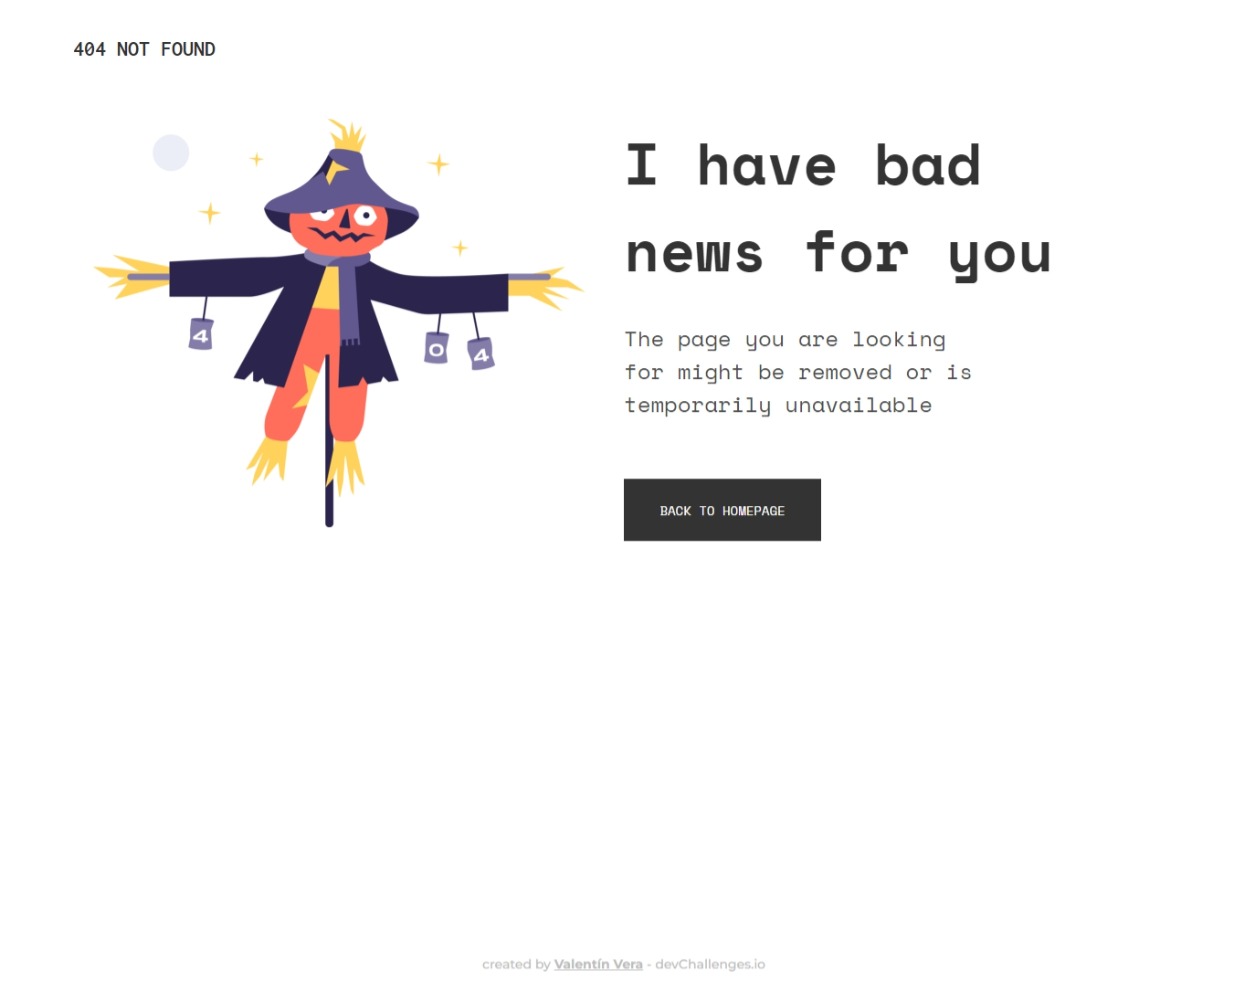 404 NOT FOUND
I have bad
news for you
4
0
4
The page you are looking
for might be removed or is
temporarily unavailable
BACK TO HOMEPAGE
created by Valentín Vera - devChallenges.io